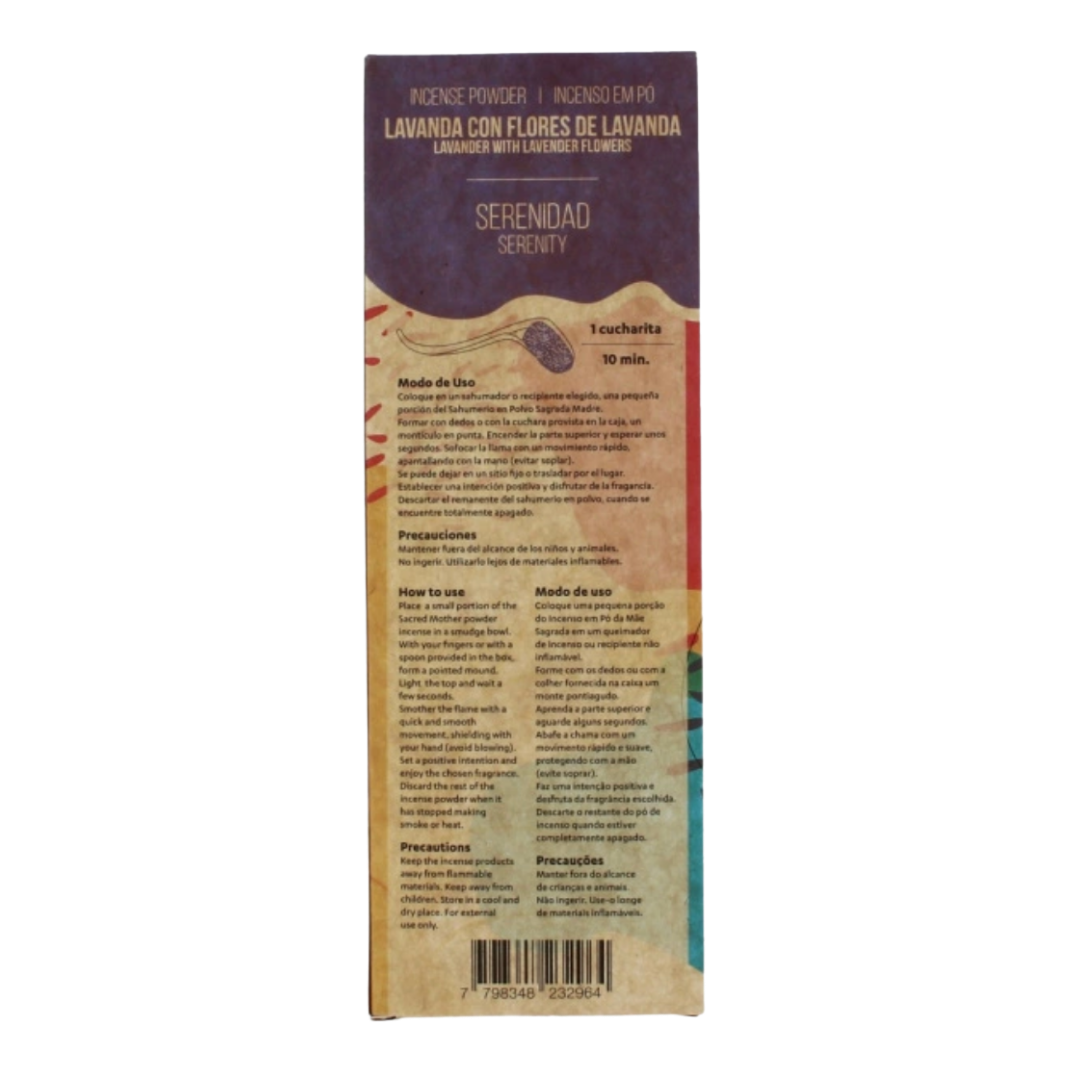 INCENSE POWDER | INCENSO EM PÓ
LAVANDA CON FLORES DE LAVANDA
LAVANDER WITH LAVENDER FLOWERS
SERENIDAD
SERENITY
1 cucharita
10 min.
Modo de Uso
Coloque en un sahumador o recipiente elegido, una pequeña
porción del Sahumerio en Polvo Sagrada Madre.
Formar con dedos o con la cuchara provista en la caja, un
montículo en punta. Encender la parte superior y esperar unos
segundos. Sofocar la llama con un movimiento rápido,
apantallando con la mano (evitar soplar).
Se puede dejar en un sitio fijo o trasladar por el lugar.
Establecer una intención positiva y disfrutar de la fragancia.
Descartar el remanente del sahumerio en polvo, cuando se
encuentre totalmente apagado.
Precauciones
Mantener fuera del alcance de los niños y animales.
No ingerir. Utilizarlo lejos de materiales inflamables.
How to use
Place a small portion of the
Sacred Mother powder
incense in a smudge bowl.
With your fingers or with a
spoon provided in the box,
form a pointed mound.
Light the top and wait a
few seconds.
Smother the flame with a
quick and smooth
movement, shielding with
your hand (avoid blowing).
Set a positive intention and
enjoy the chosen fragrance.
Discard the rest of the
incense powder when it
has stopped making
smoke or heat.
Precautions
Keep the incense products
away from flammable
materials. Keep away from
children. Store in a cool and
dry place. For external
use only.
Modo de uso
Coloque uma pequena porção
do Incenso em Pó da Mãe
Sagrada em um queimador
de Incenso ou recipiente não
inflamável.
Forme com os dedos ou com a
colher fornecida na caixa um
monte pontiagudo.
Aprenda a parte superior e
aguarde alguns segundos.
Abafe a chama com um
movimento rápido e suave,
protegendo com a mão
(evite soprar).
Faz uma intenção positiva e
desfruta da fragrância escolhida.
Descarte o restante do pó de
incenso quando estiver
completamente apagado.
Precauções
Manter fora do alcance
de crianças e animais.
Não ingerir. Use-o longe
de materiais inflamáveis.
7 798348 232964